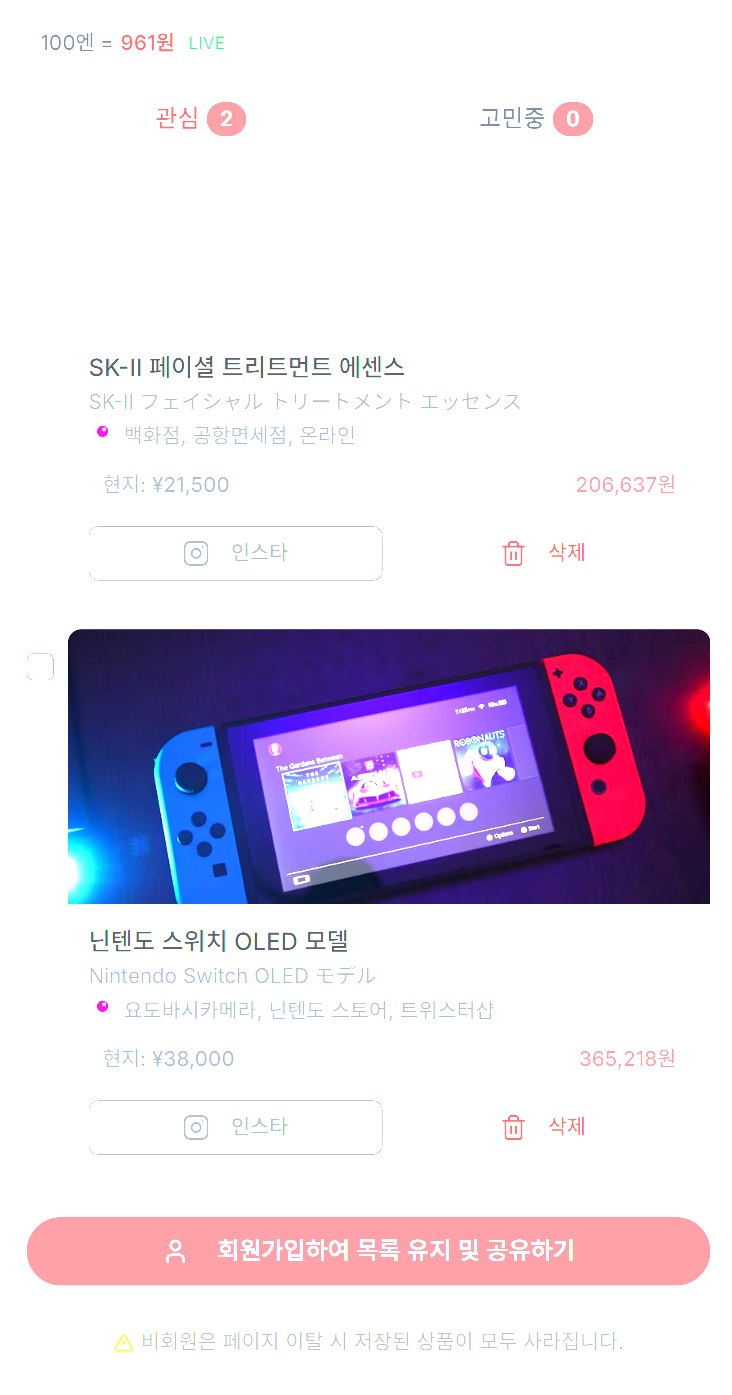 100엔 = 961원 LIVE
관심 2
고민중 0
SK-II 페이셜 트리트먼트 에센스
SK-II フェイシャル トリートメント エッセンス
백화점, 공항면세점, 온라인
현지: ¥21,500
206,637원
인스타
삭제
The Gardens Between
ROBONAUTS
Options
Start
닌텐도 스위치 OLED 모델
Nintendo Switch OLED モデル
요도바시카메라, 닌텐도 스토어, 트위스터샵
현지: ¥38,000
365,218원
인스타
삭제
회원가입하여 목록 유지 및 공유하기
비회원은 페이지 이탈 시 저장된 상품이 모두 사라집니다.